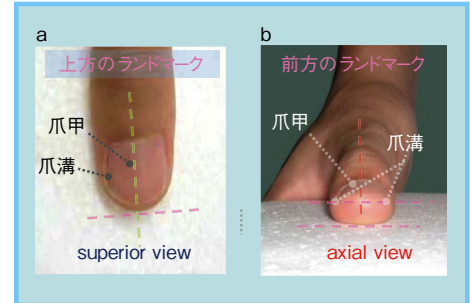 a
上方のランドマーク
爪甲
爪溝
superior view
b
前方のランドマーク
爪甲
爪溝
axial view